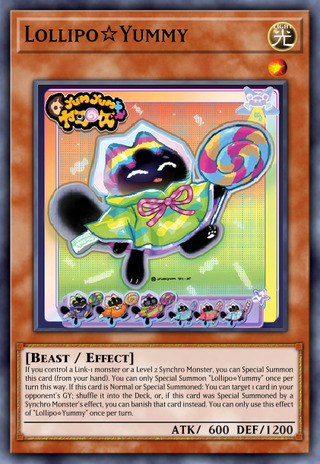 Lollipo☆Yummy
LIGHT
光
yum yum
[Beast / Effect]
If you control a Link-1 monster or a Level 2 Synchro Monster, you can Special Summon
this card (from your hand). You can only Special Summon "Lollipo☆Yummy" once per
turn this way. If this card is Normal or Special Summoned: You can target 1 card in your
opponent's GY; shuffle it into the Deck, or, if this card was Special Summoned by a
Synchro Monster's effect, you can banish that card instead. You can only use this effect
of "Lollipo☆Yummy" once per turn.
ATK/ 600 DEF/1200